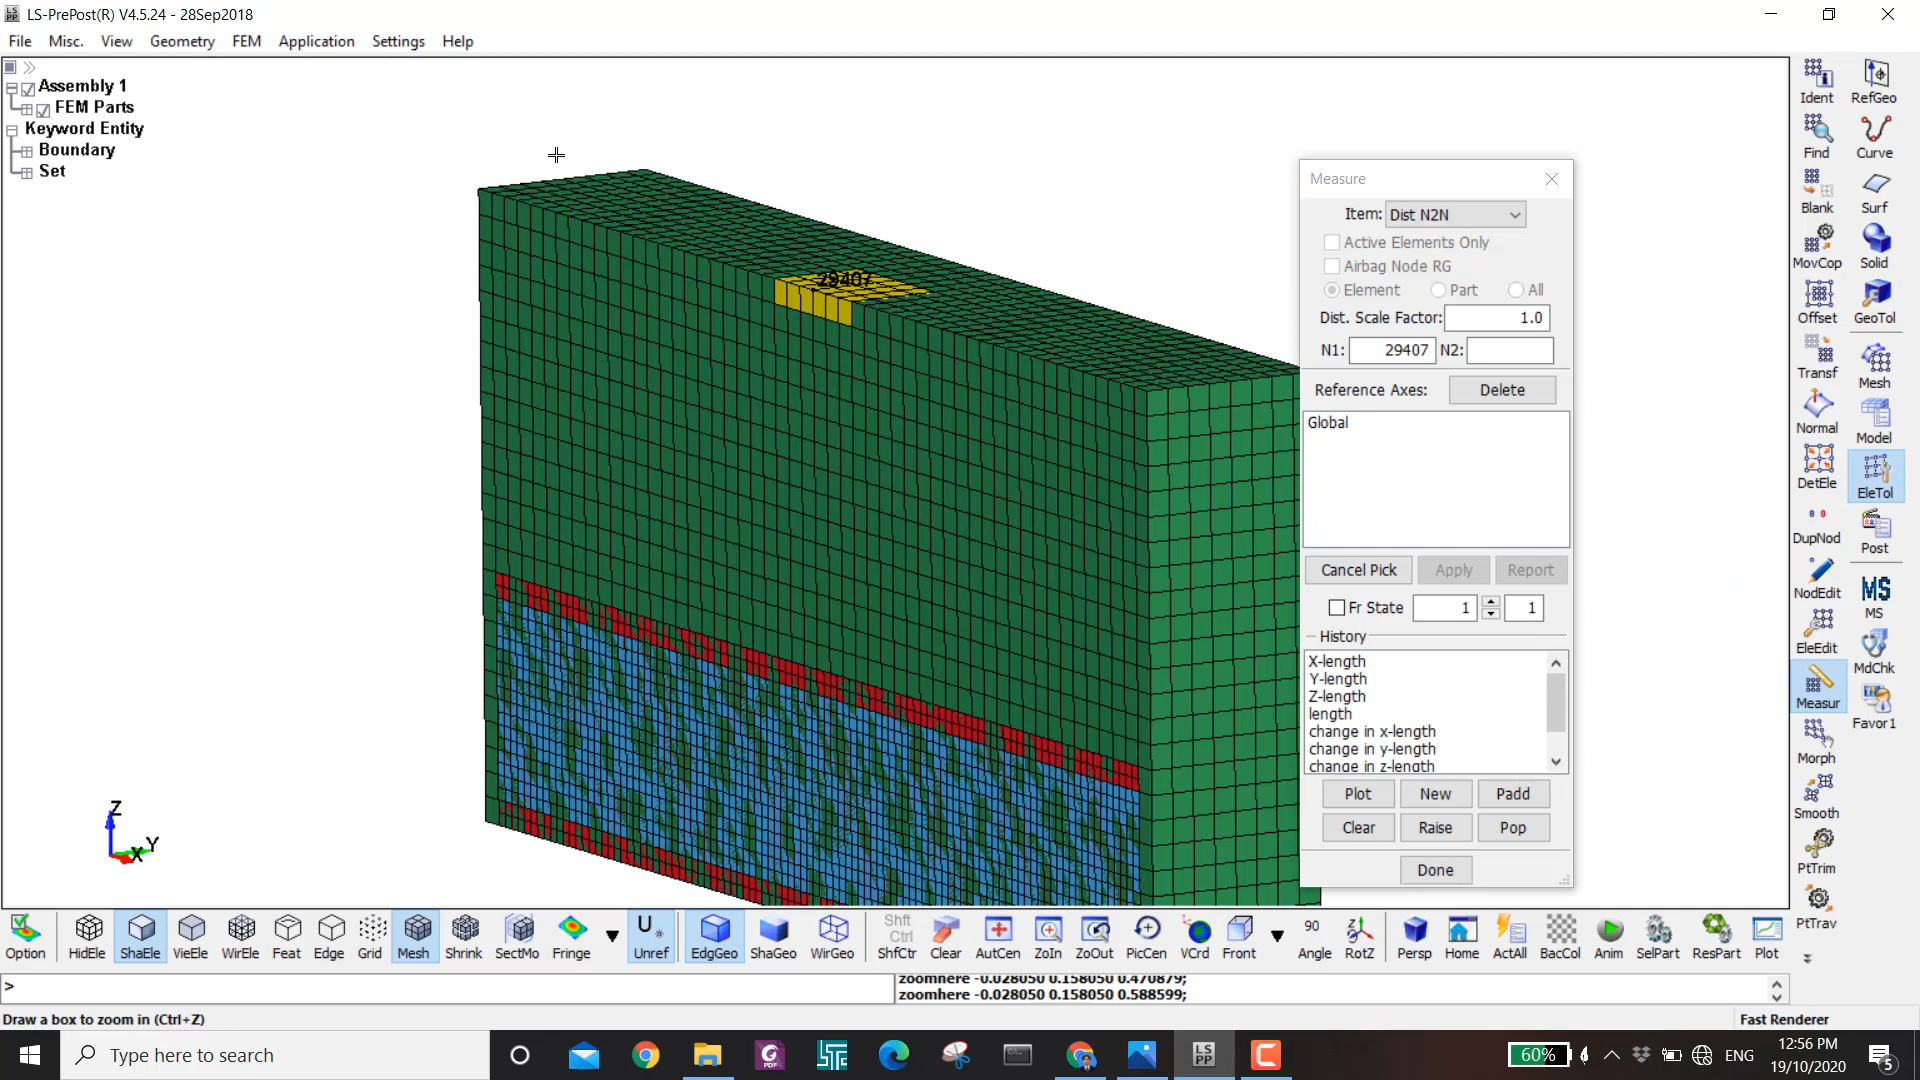 LS-PrePost(R) V4.5.24 - 28Sep2018
File Misc. View Geometry FEM Application Settings Help
Assembly 1
FEM Parts
Keyword Entity
Boundary
Set
29407
Z
Y
X
Measure
Item: Dist N2N
Active Elements Only
Airbag Node RG
Element Part All
Dist. Scale Factor: 1.0
N1: 29407 N2:
Reference Axes: Delete
Global
Cancel Pick Apply Report
Fr State 1 1
History
X-length
Y-length
Z-length
length
change in x-length
change in y-length
change in z-length
Plot New Padd
Clear Raise Pop
Done
Ident RefGeo
Find Curve
Blank Surf
MovCop Solid
Offset GeoTol
Transf Mesh
Normal Model
DetEle EleTol
DupNod Post
NodEdit MS
MS
EleEdit MdChk
Measur Favor1
Morph
Smooth
PtTrim
PtTrav
Option HidEle ShaEle VieEle WirEle Feat Edge Grid Mesh Shrink SectMo Fringe U Unref EdgGeo ShaGeo WirGeo Shft Ctrl ShfCtr Clear AutCen ZoIn ZoOut PicCen VCrd Front 90 Angle RotZ Persp Home ActAll BacCol Anim SelPart ResPart Plot
>
zoomhere -0.028050 0.158050 0.470879;
zoomhere -0.028050 0.158050 0.588599;
Draw a box to zoom in (Ctrl+Z) Fast Renderer
Type here to search
LS
PP
60%
ENG
12:56 PM
19/10/2020
5